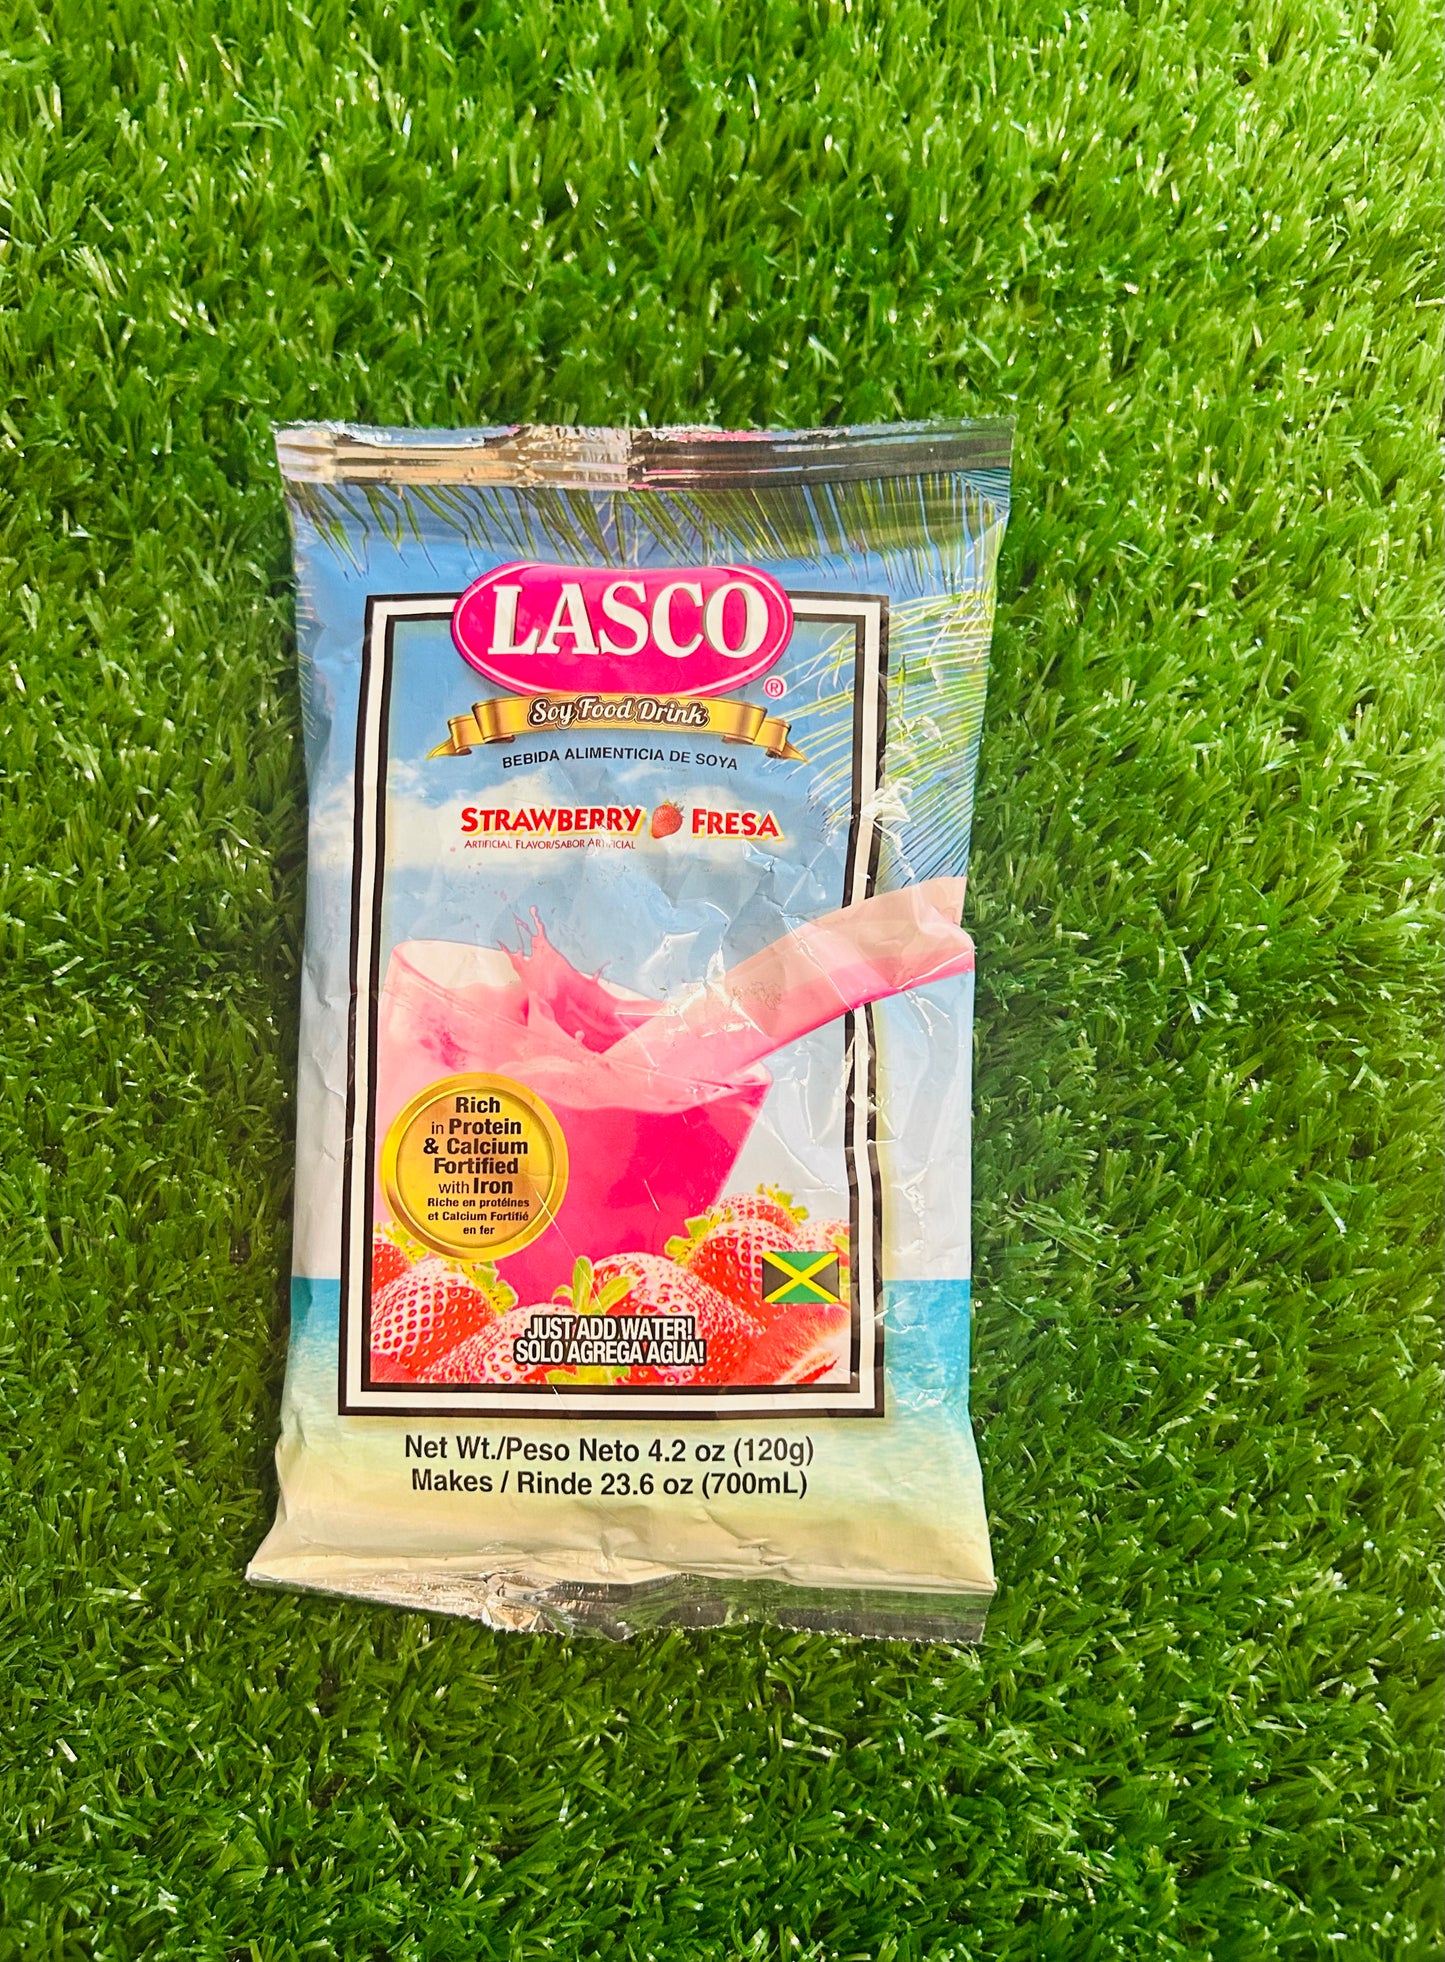 LASCO
®
Soy Food Drink
BEBIDA ALIMENTICIA DE SOYA
STRAWBERRY FRESA
ARTIFICIAL FLAVOR/SABOR ARTIFICIAL
Rich
in Protein
& Calcium
Fortified
with Iron
Riche en protéines
et Calcium Fortifié
en fer
JUST ADD WATER!
SOLO AGREGA AGUA!
Net Wt./Peso Neto 4.2 oz (120g)
Makes / Rinde 23.6 oz (700mL)